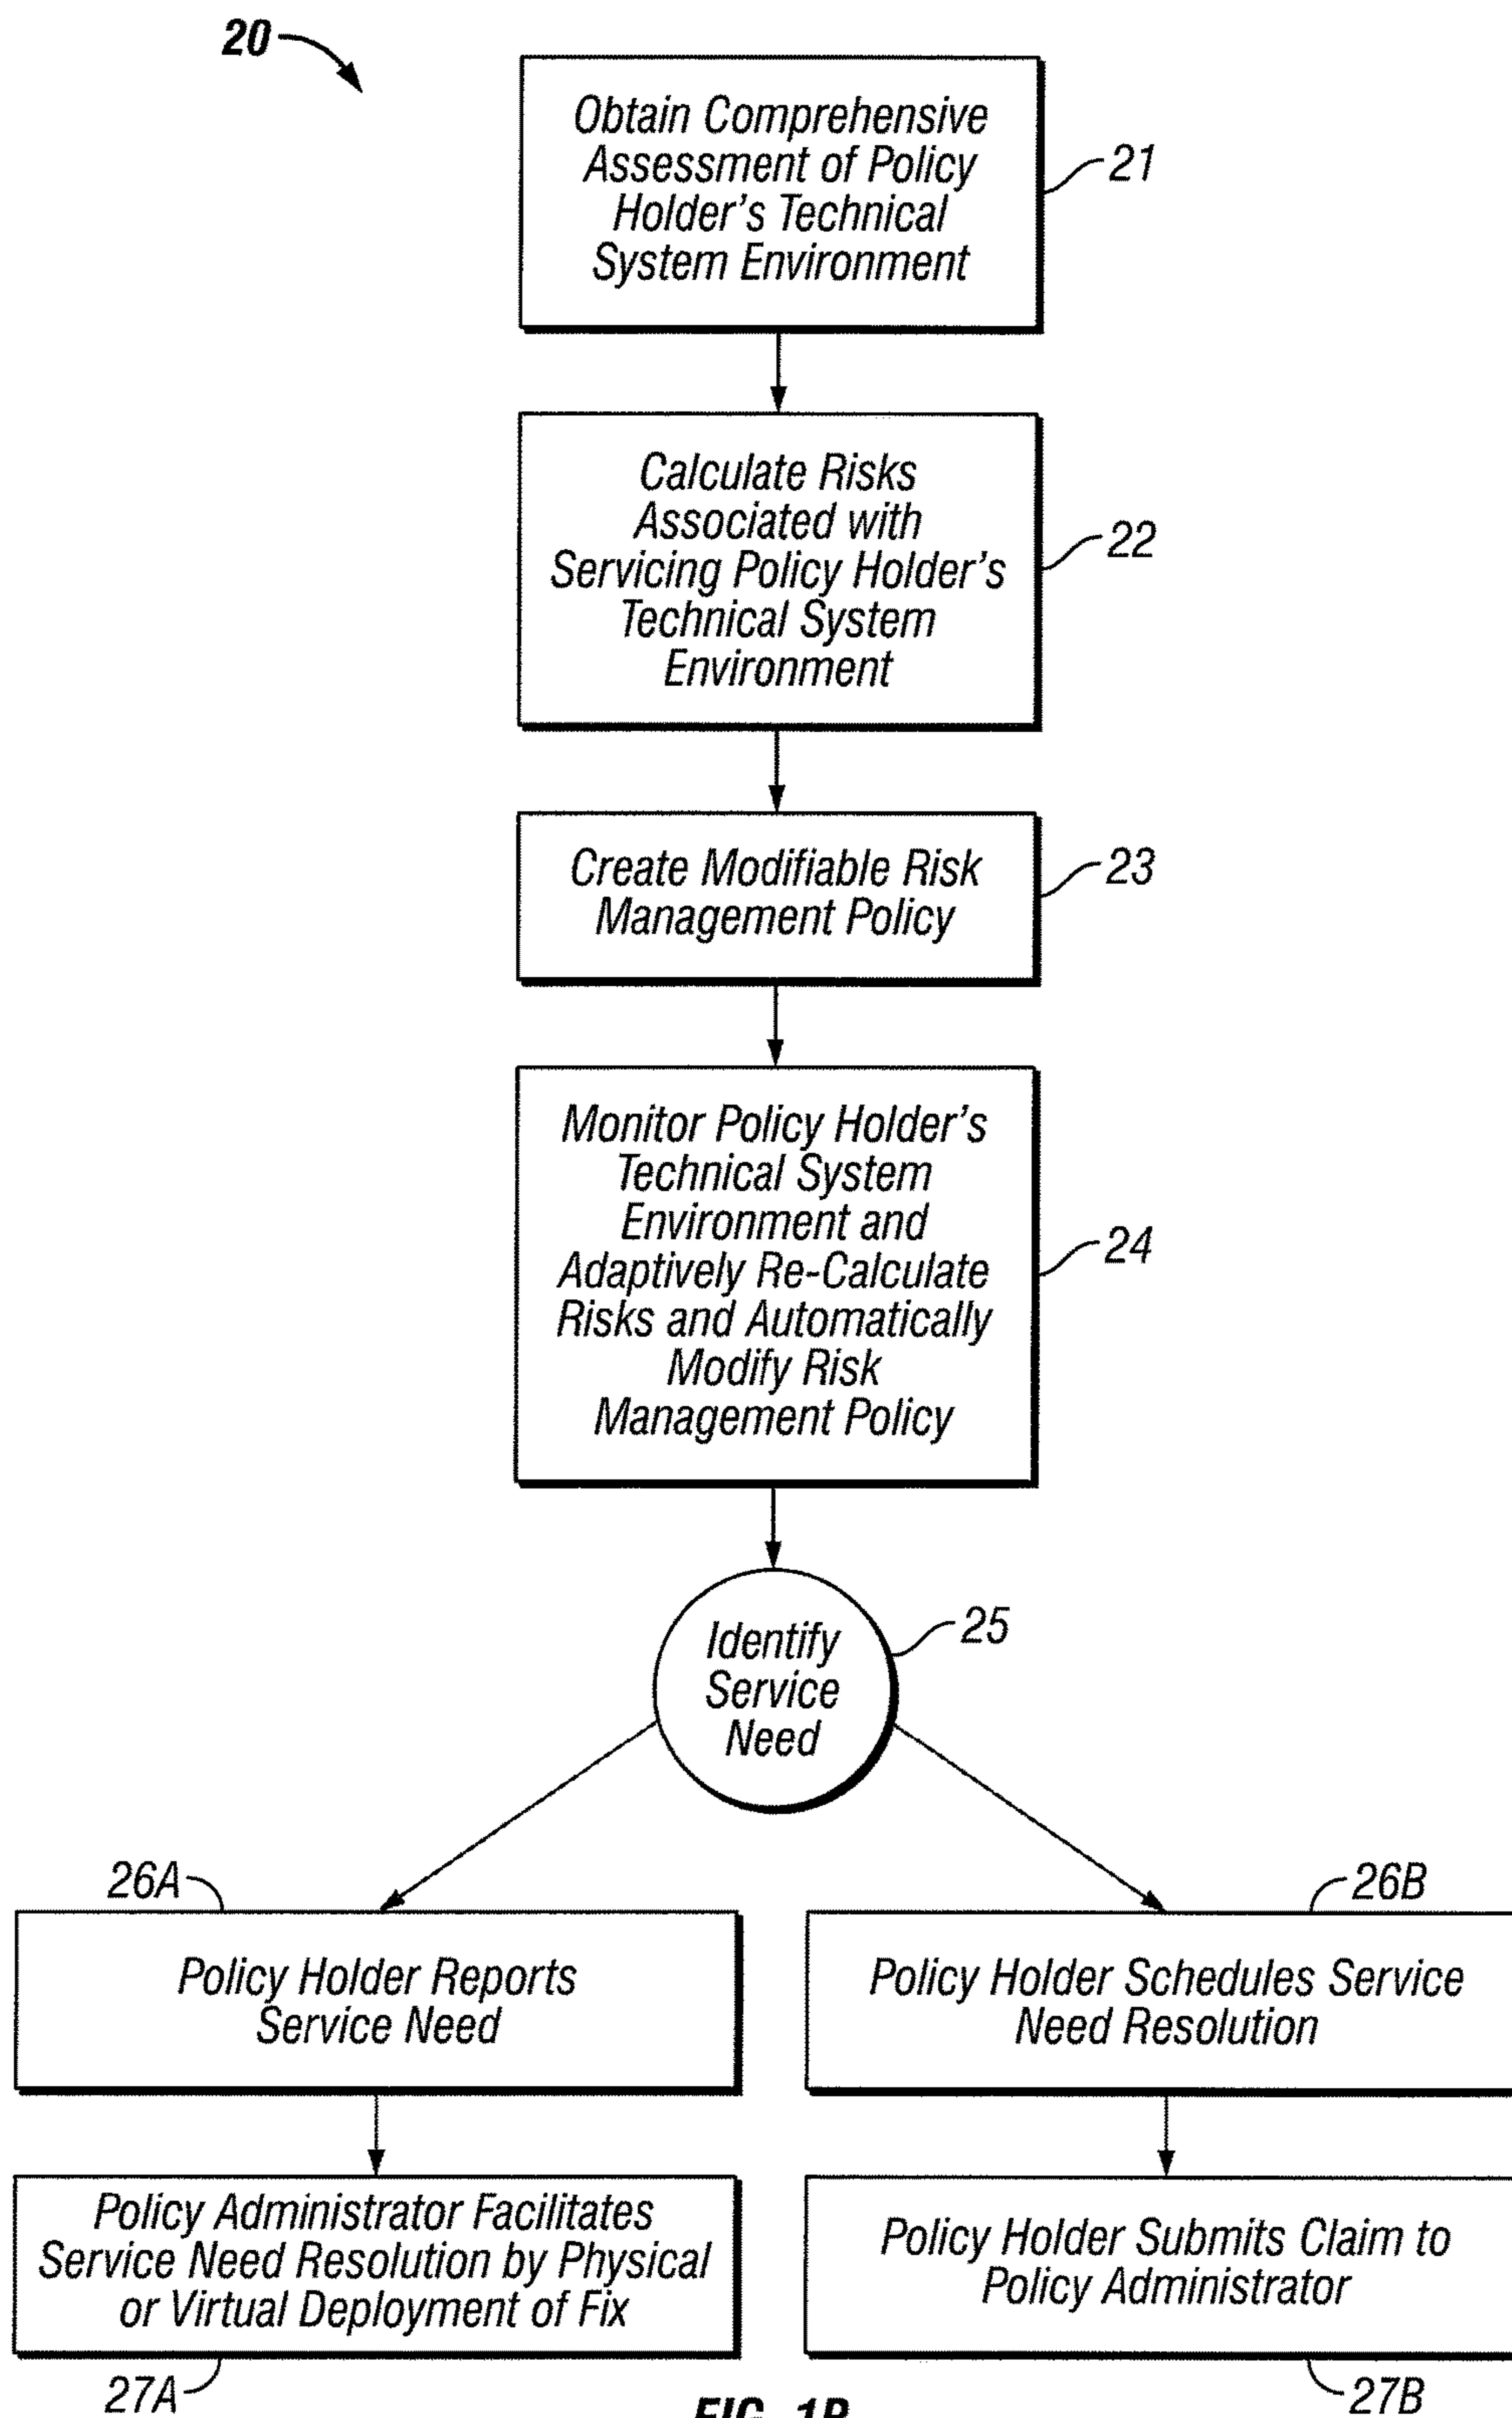 20
Obtain Comprehensive
Assessment of Policy
Holder's Technical
System Environment
21
Calculate Risks
Associated with
Servicing Policy Holder's
Technical System
Environment
22
Create Modifiable Risk
Management Policy
23
Monitor Policy Holder's
Technical System
Environment and
Adaptively Re-Calculate
Risks and Automatically
Modify Risk
Management Policy
24
Identify
Service
Need
25
26A
Policy Holder Reports
Service Need
26B
Policy Holder Schedules Service
Need Resolution
Policy Administrator Facilitates
Service Need Resolution by Physical
or Virtual Deployment of Fix
27A
Policy Holder Submits Claim to
Policy Administrator
27B
FIG. 1B